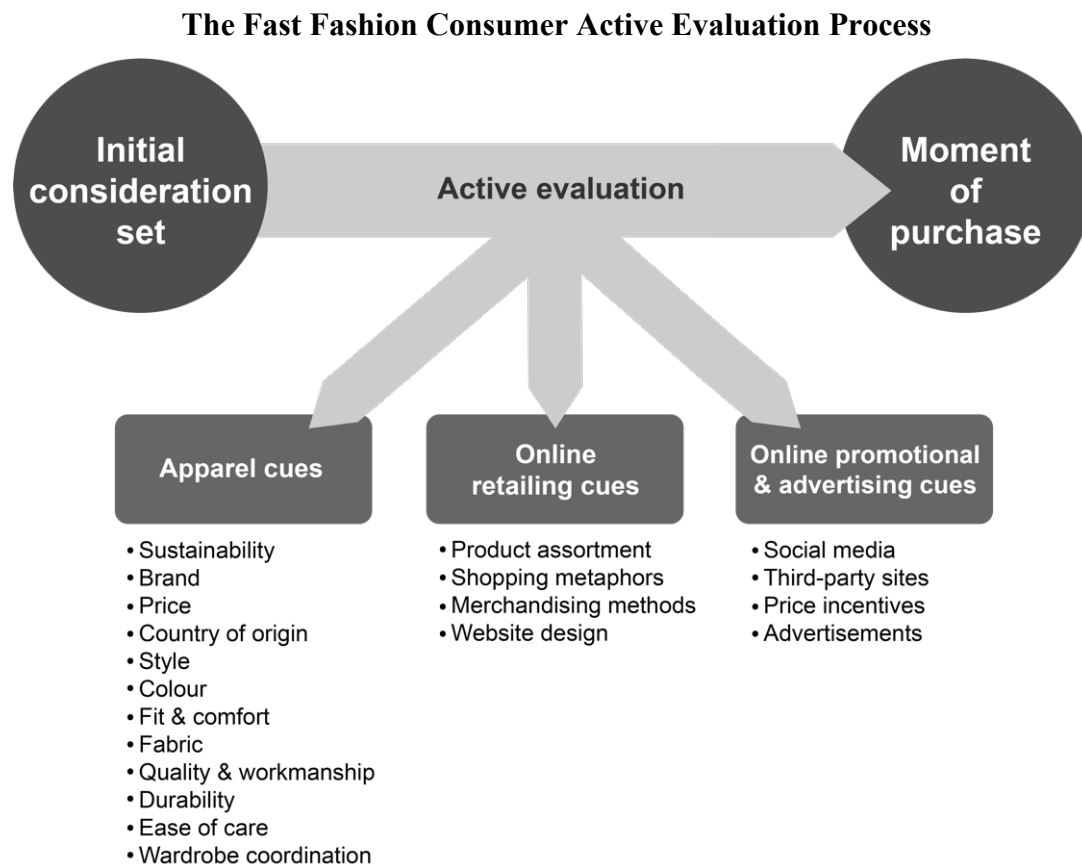 The Fast Fashion Consumer Active Evaluation Process
Initial
consideration
set
Active evaluation
Moment
of
purchase
Apparel cues
• Sustainability
• Brand
• Price
• Country of origin
• Style
• Colour
• Fit & comfort
• Fabric
• Quality & workmanship
• Durability
• Ease of care
• Wardrobe coordination
Online
retailing cues
• Product assortment
• Shopping metaphors
• Merchandising methods
• Website design
Online promotional
& advertising cues
• Social media
• Third-party sites
• Price incentives
• Advertisements